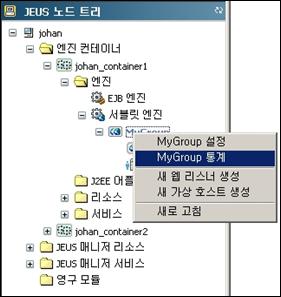 JEUS 노드 트리
johan
엔진 컨테이너
johan_container1
엔진
EJB 엔진
서블릿 엔진
MyGroup
MyGroup 설정
MyGroup 통계
새 웹 리스너 생성
새 가상 호스트 생성
새로 고침
J2EE
리소스
서비스
johan_container2
JEUS 매니저 리소스
JEUS 매니저 서비스
영구 모듈